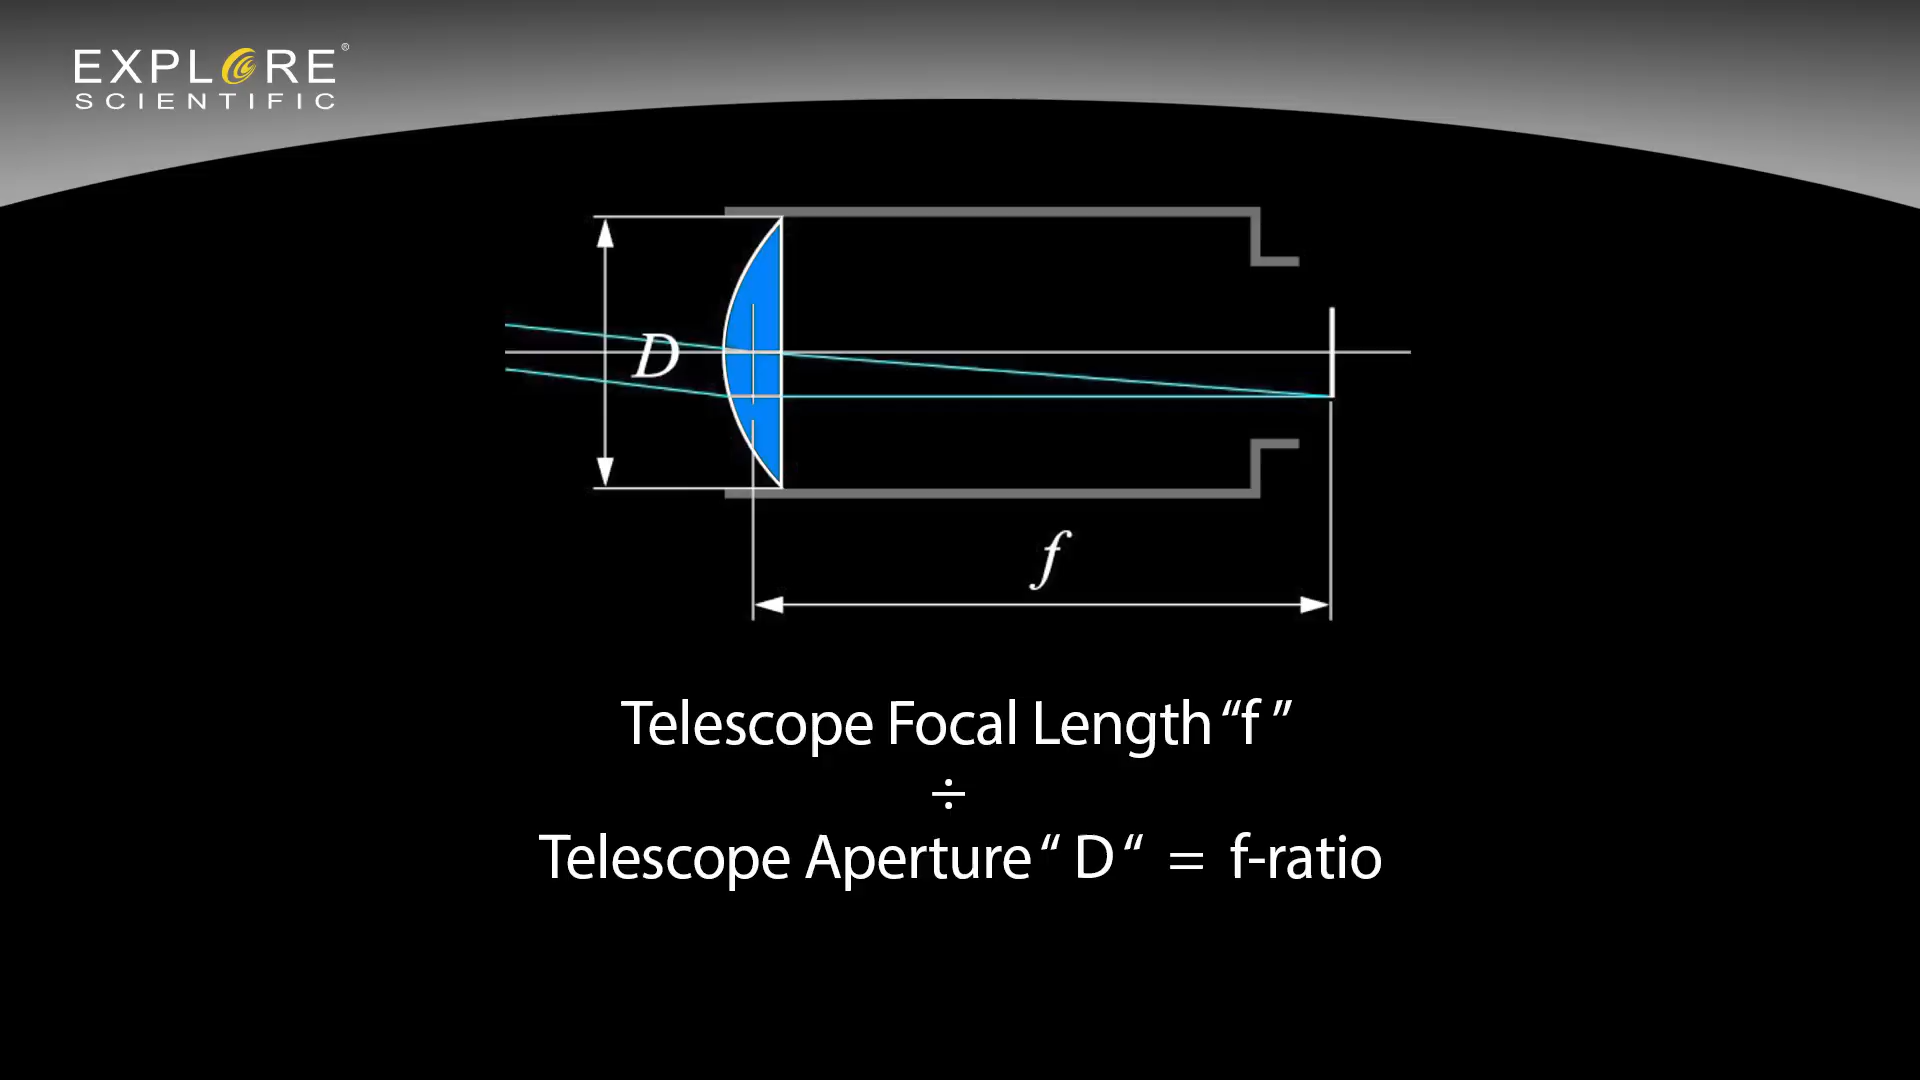 EXPLORE®
SCIENTIFIC
D
f
Telescope Focal Length “f ”
÷
Telescope Aperture “ D “ = f-ratio